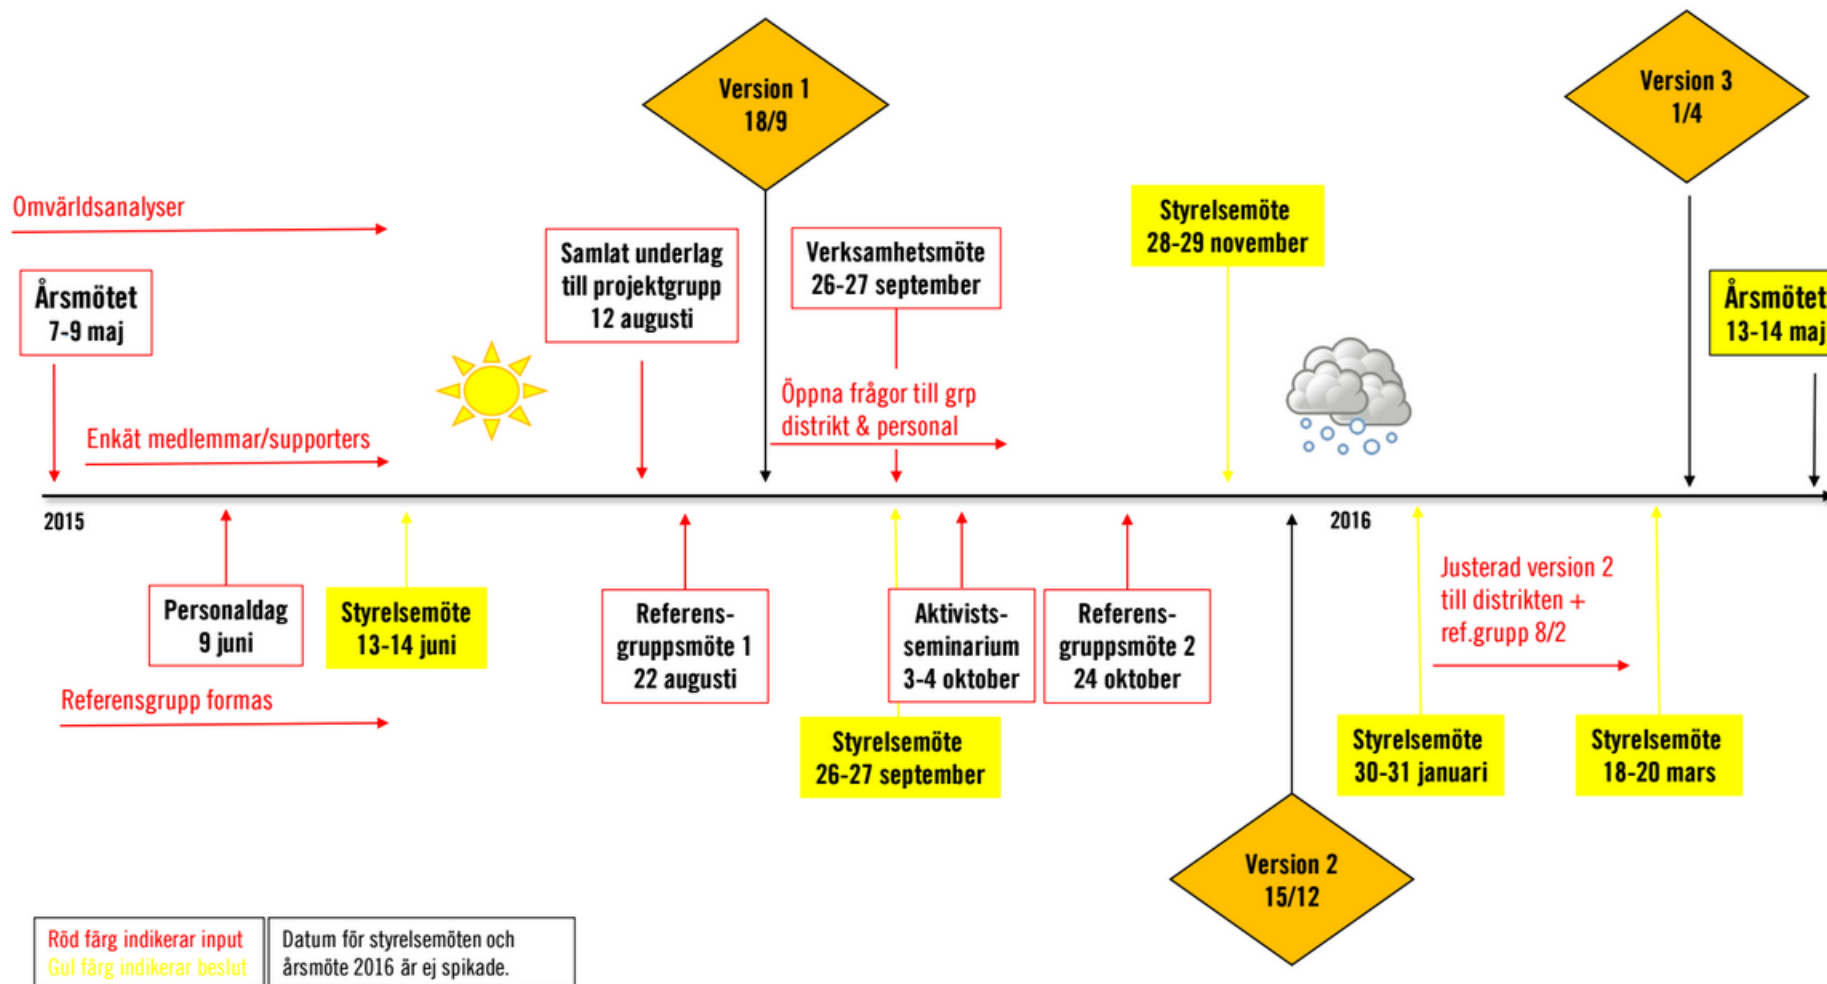 Version 1
18/9
Version 3
1/4
Omvärldsanalyser
Årsmötet
7-9 maj
Samlat underlag
till projektgrupp
12 augusti
Verksamhetsmöte
26-27 september
Styrelsemöte
28-29 november
Årsmötet
13-14 maj
Enkät medlemmar/supporters
Öppna frågor till grp
distrikt & personal
2015
2016
Personaldag
9 juni
Styrelsemöte
13-14 juni
Referens-
gruppsmöte 1
22 augusti
Aktivists-
seminarium
3-4 oktober
Referens-
gruppsmöte 2
24 oktober
Justerad version 2
till distrikten +
ref.grupp 8/2
Referensgrupp formas
Styrelsemöte
26-27 september
Styrelsemöte
30-31 januari
Styrelsemöte
18-20 mars
Version 2
15/12
Röd färg indikerar input
Gul färg indikerar beslut
Datum för styrelsemöten och
årsmöte 2016 är ej spikade.